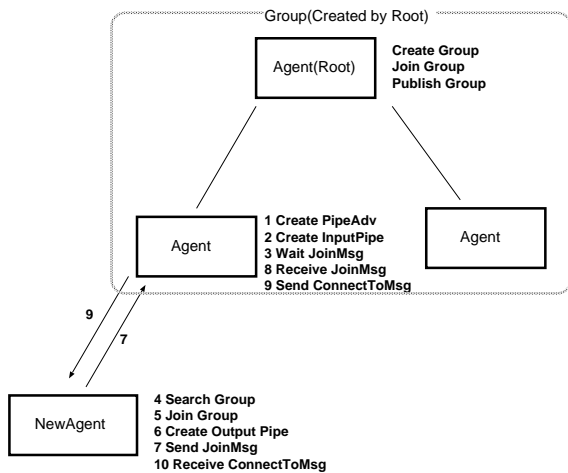 Group(Created by Root)
Agent(Root)
Create Group
Join Group
Publish Group
Agent
1 Create PipeAdv
2 Create InputPipe
3 Wait JoinMsg
8 Receive JoinMsg
9 Send ConnectToMsg
Agent
9
7
NewAgent
4 Search Group
5 Join Group
6 Create Output Pipe
7 Send JoinMsg
10 Receive ConnectToMsg